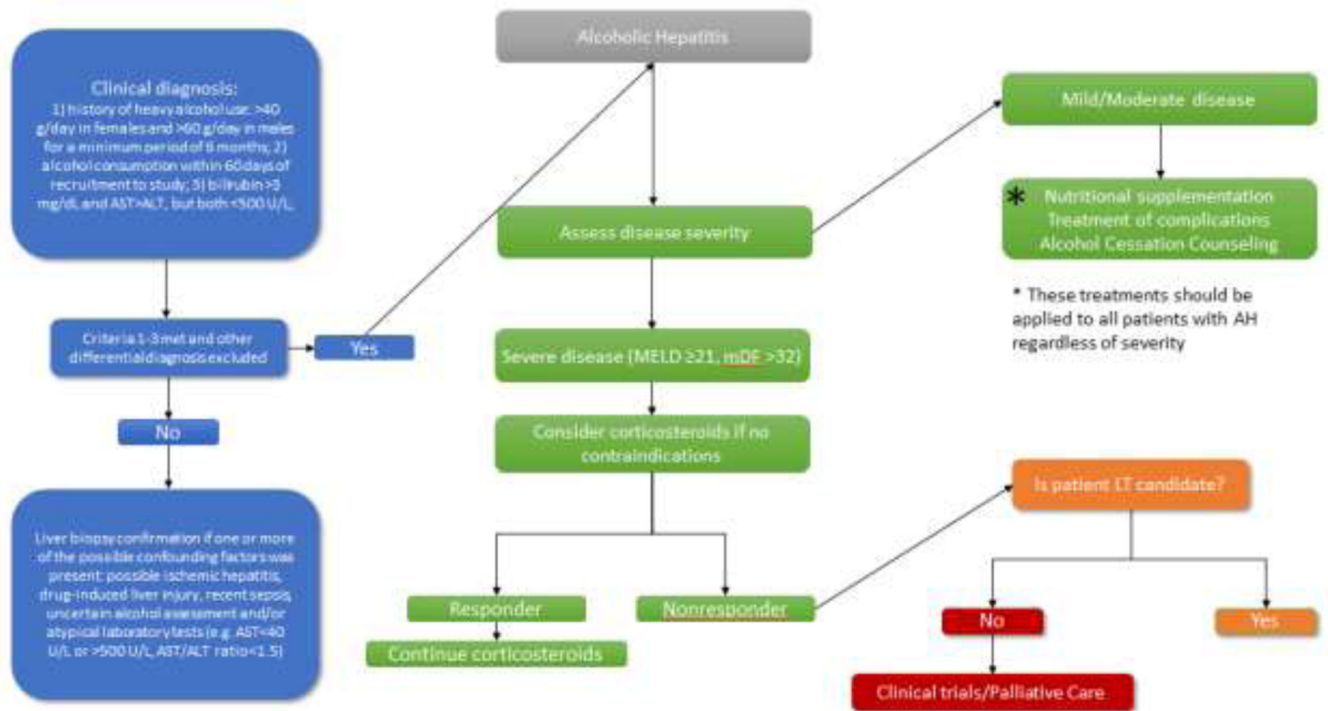 Alcoholic Hepatitis
Clinical diagnosis:
1) history of heavy alcohol use, >40
g/day in females and >60 g/day in males
for a minimum period of 6 months; 2)
alcohol consumption within 60 days of
recruitment to study; 3) bilirubin >3
mg/dL and AST>ALT, but both <500 U/L,
Criteria 1-3 met and other
differential diagnosis excluded
Yes
No
Liver biopsy confirmation if one or more
of the possible confounding factors was
present: possible ischemic hepatitis,
drug-induced liver injury, recent sepsis,
uncertain alcohol assessment and/or
atypical laboratory tests (e.g. AST<40
U/L or >500 U/L, AST/ALT ratio<1.5)
Assess disease severity
Mild/Moderate disease
* Nutritional supplementation
Treatment of complications
Alcohol Cessation Counseling
* These treatments should be
applied to all patients with AH
regardless of severity
Severe disease (MELD ≥21, mDF >32)
Consider corticosteroids if no
contraindications
Responder
Continue corticosteroids
Nonresponder
Is patient LT candidate?
No
Yes
Clinical trials/Palliative Care